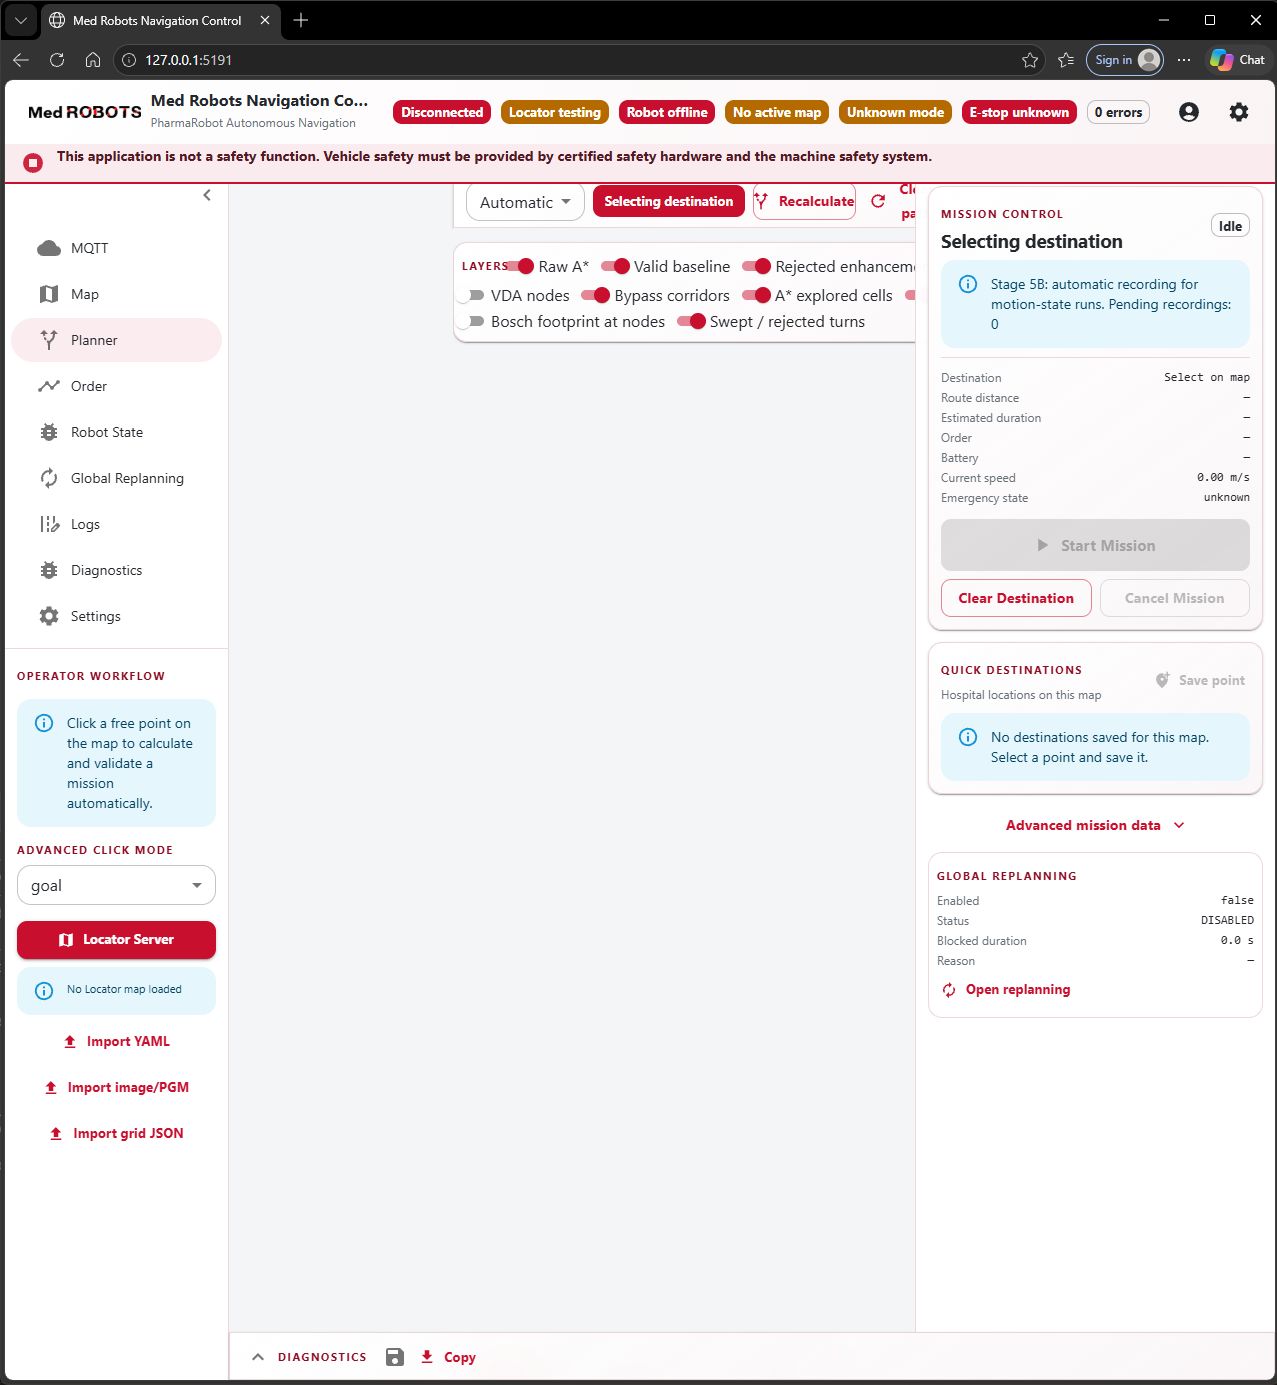 Med Robots Navigation Control
127.0.0.1:5191
Sign in
Chat
Med ROBOTS
Med Robots Navigation Co...
PharmaRobot Autonomous Navigation
Disconnected
Locator testing
Robot offline
No active map
Unknown mode
E-stop unknown
0 errors
This application is not a safety function. Vehicle safety must be provided by certified safety hardware and the machine safety system.
MQTT
Map
Planner
Order
Robot State
Global Replanning
Logs
Diagnostics
Settings
OPERATOR WORKFLOW
Click a free point on
the map to calculate
and validate a
mission
automatically.
ADVANCED CLICK MODE
goal
Locator Server
No Locator map loaded
Import YAML
Import image/PGM
Import grid JSON
Automatic
Selecting destination
Recalculate
LAYERS
Raw A*
Valid baseline
Rejected enhancem
VDA nodes
Bypass corridors
A* explored cells
Bosch footprint at nodes
Swept / rejected turns
MISSION CONTROL
Selecting destination
Idle
Stage 5B: automatic recording for
motion-state runs. Pending recordings:
0
Destination Select on map
Route distance –
Estimated duration –
Order –
Battery –
Current speed 0.00 m/s
Emergency state unknown
Start Mission
Clear Destination
Cancel Mission
QUICK DESTINATIONS
Hospital locations on this map
Save point
No destinations saved for this map.
Select a point and save it.
Advanced mission data
GLOBAL REPLANNING
Enabled false
Status DISABLED
Blocked duration 0.0 s
Reason –
Open replanning
DIAGNOSTICS
Copy